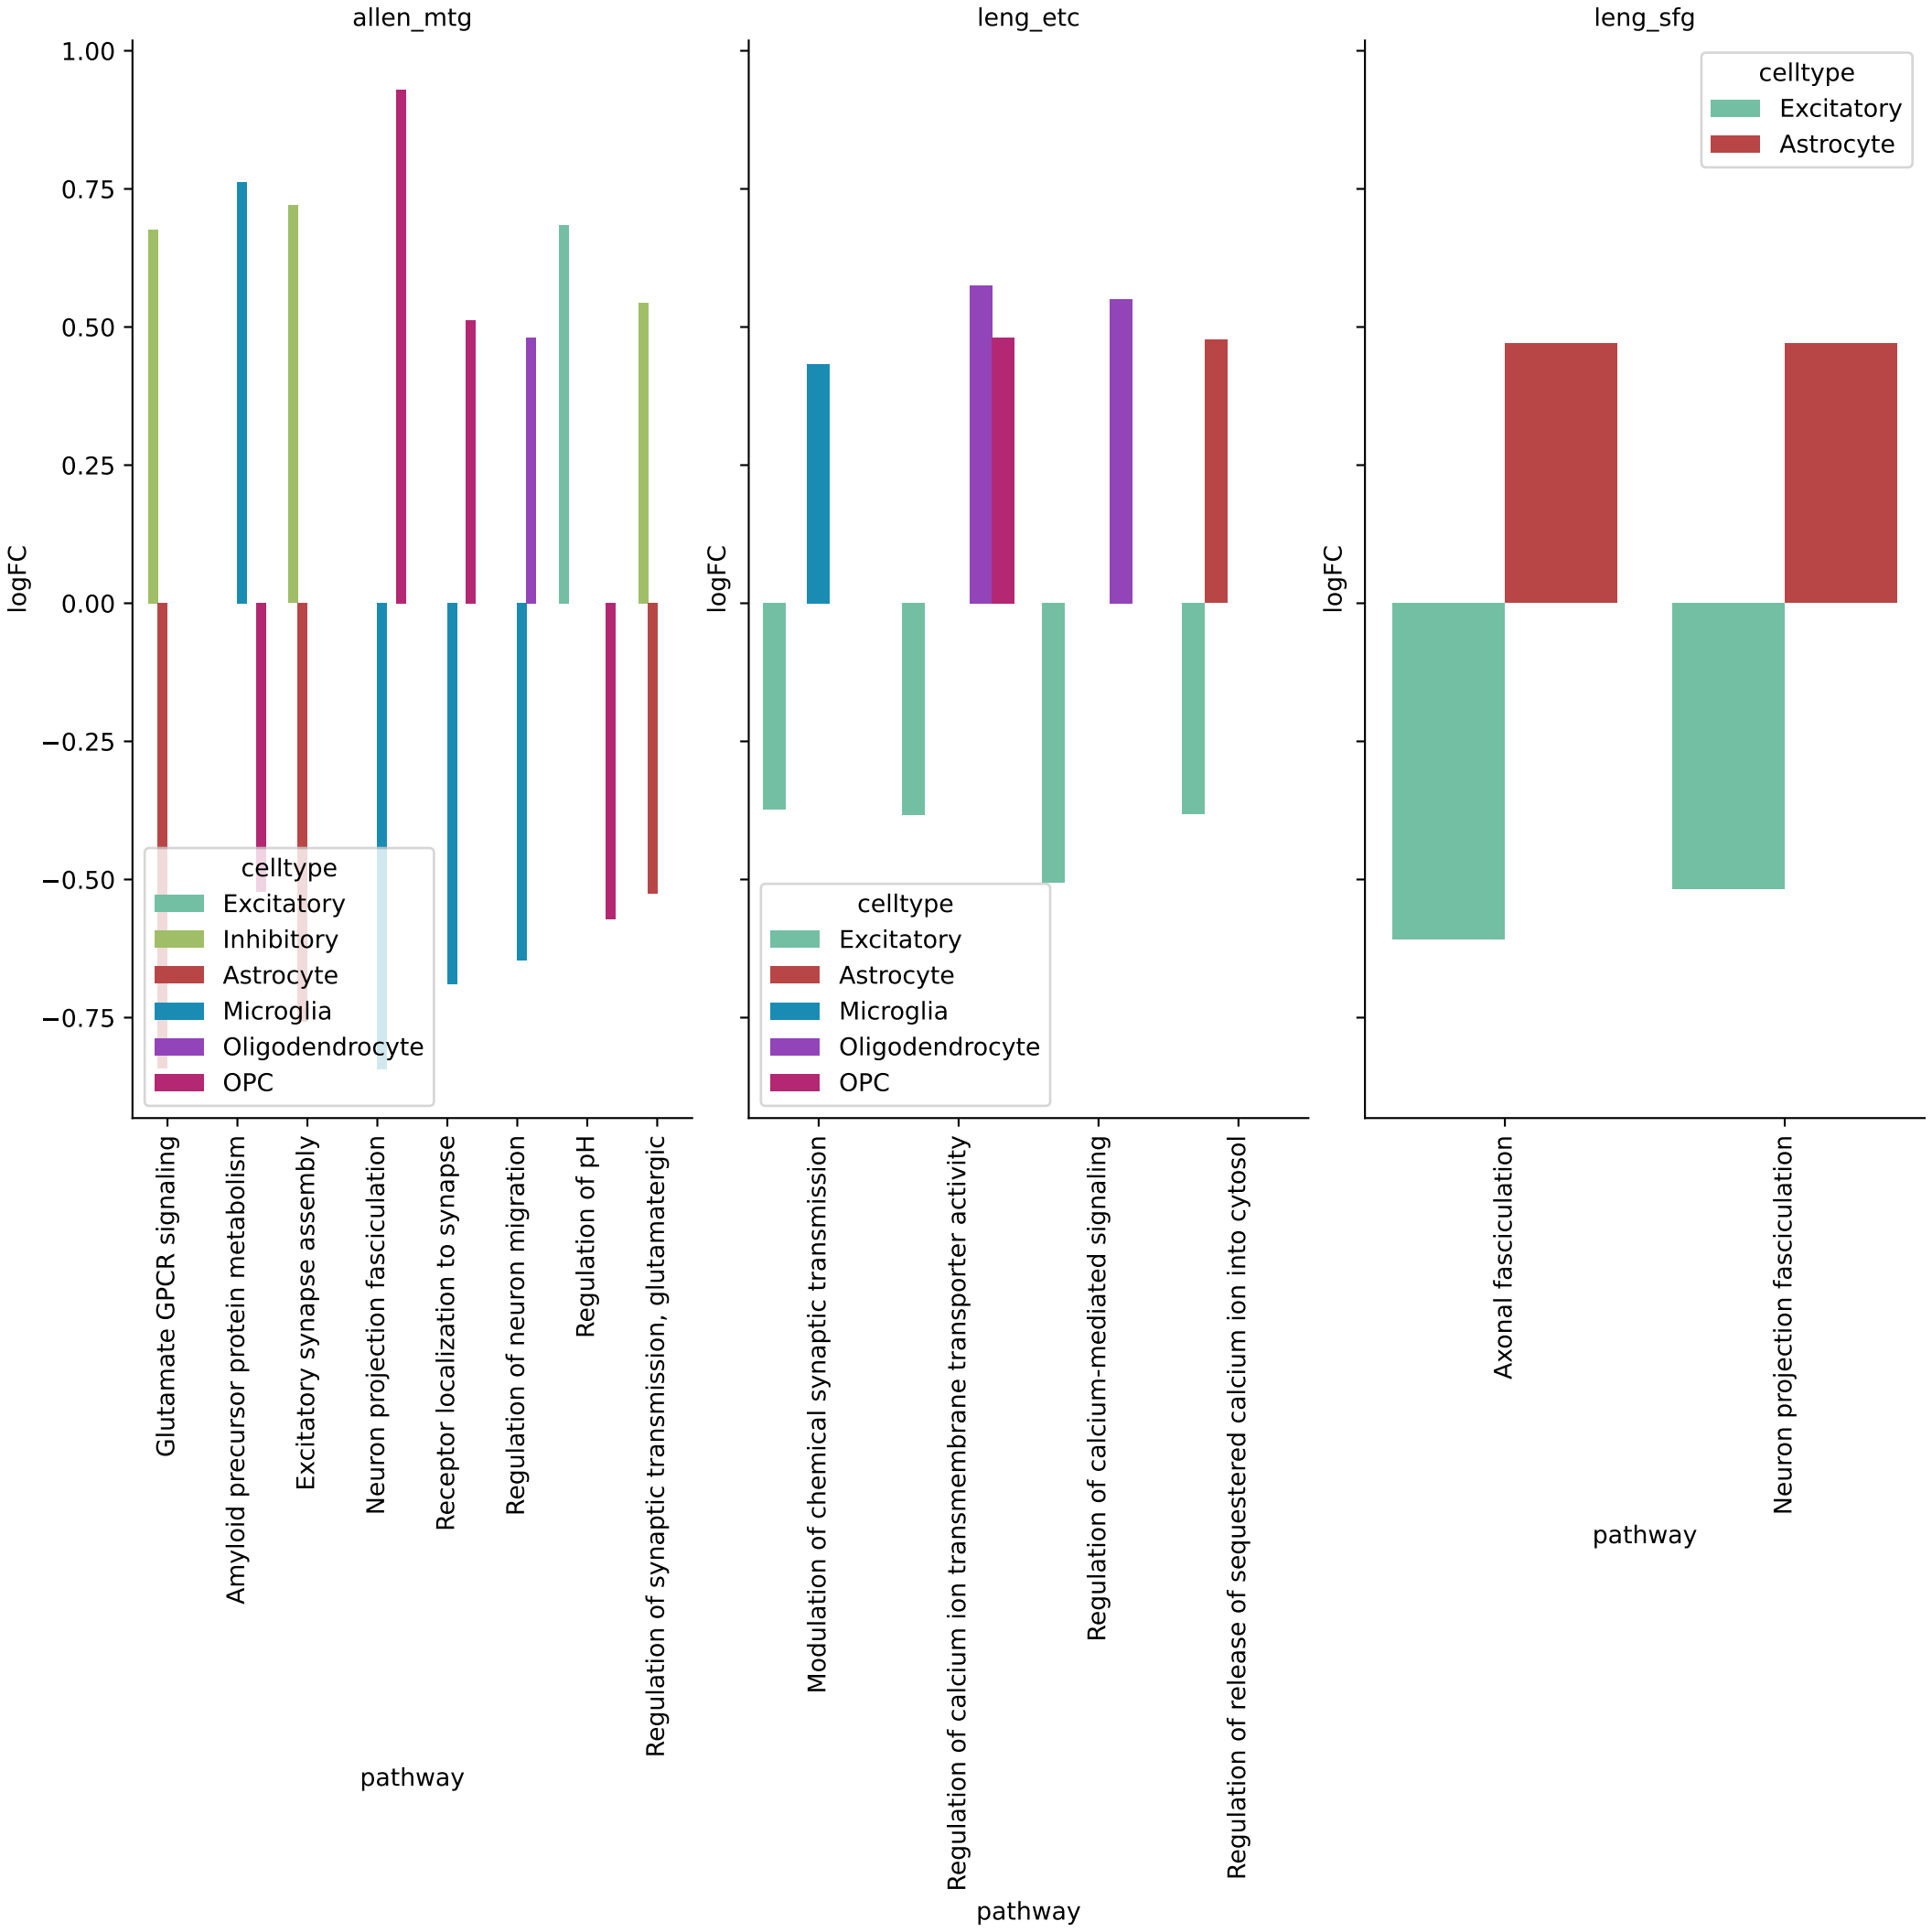 allen_mtg
leng_etc
leng_sfg
logFC
1.00
0.75
0.50
0.25
0.00
−0.25
−0.50
−0.75
celltype
Excitatory
Inhibitory
Astrocyte
Microglia
Oligodendrocyte
OPC
Glutamate GPCR signaling
Amyloid precursor protein metabolism
Excitatory synapse assembly
Neuron projection fasciculation
Receptor localization to synapse
Regulation of neuron migration
Regulation of pH
Regulation of synaptic transmission, glutamatergic
pathway
logFC
celltype
Excitatory
Astrocyte
Microglia
Oligodendrocyte
OPC
Modulation of chemical synaptic transmission
Regulation of calcium ion transmembrane transporter activity
Regulation of calcium-mediated signaling
Regulation of release of sequestered calcium ion into cytosol
pathway
logFC
celltype
Excitatory
Astrocyte
Axonal fasciculation
Neuron projection fasciculation
pathway